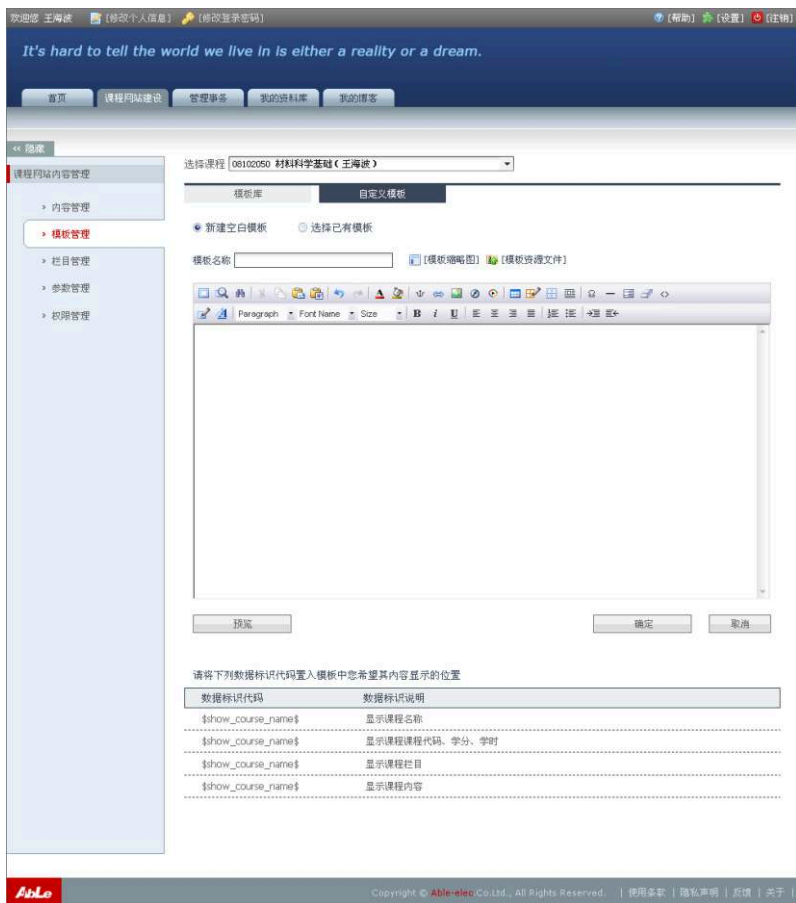 欢迎您 王海波 [修改个人信息] [修改登录密码] [帮助] [设置] [注销]
It's hard to tell the world we live in is either a reality or a dream.
首页 课程网站建设 管理事务 我的资料库 我的博客
<< 隐藏
选择课程 08102050 材料科学基础(王海波)
课程网站内容管理
模板库 自定义模板
> 内容管理
新建空白模板 选择已有模板
> 模板管理
模板名称 [模板缩略图] [模板资源文件]
> 栏目管理
> 参数管理
Paragraph Font Name Size B i U
> 权限管理
预览 确定 取消
请将下列数据标识代码置入模板中您希望其内容显示的位置
数据标识代码 数据标识说明
$show_course_name$ 显示课程名称
$show_course_name$ 显示课程课程代码、学分、学时
$show_course_name$ 显示课程栏目
$show_course_name$ 显示课程内容
AbLe
Copyright © Able-elec Co.Ltd., All Rights Reserved. | 使用条款 | 隐私声明 | 反馈 | 关于 |